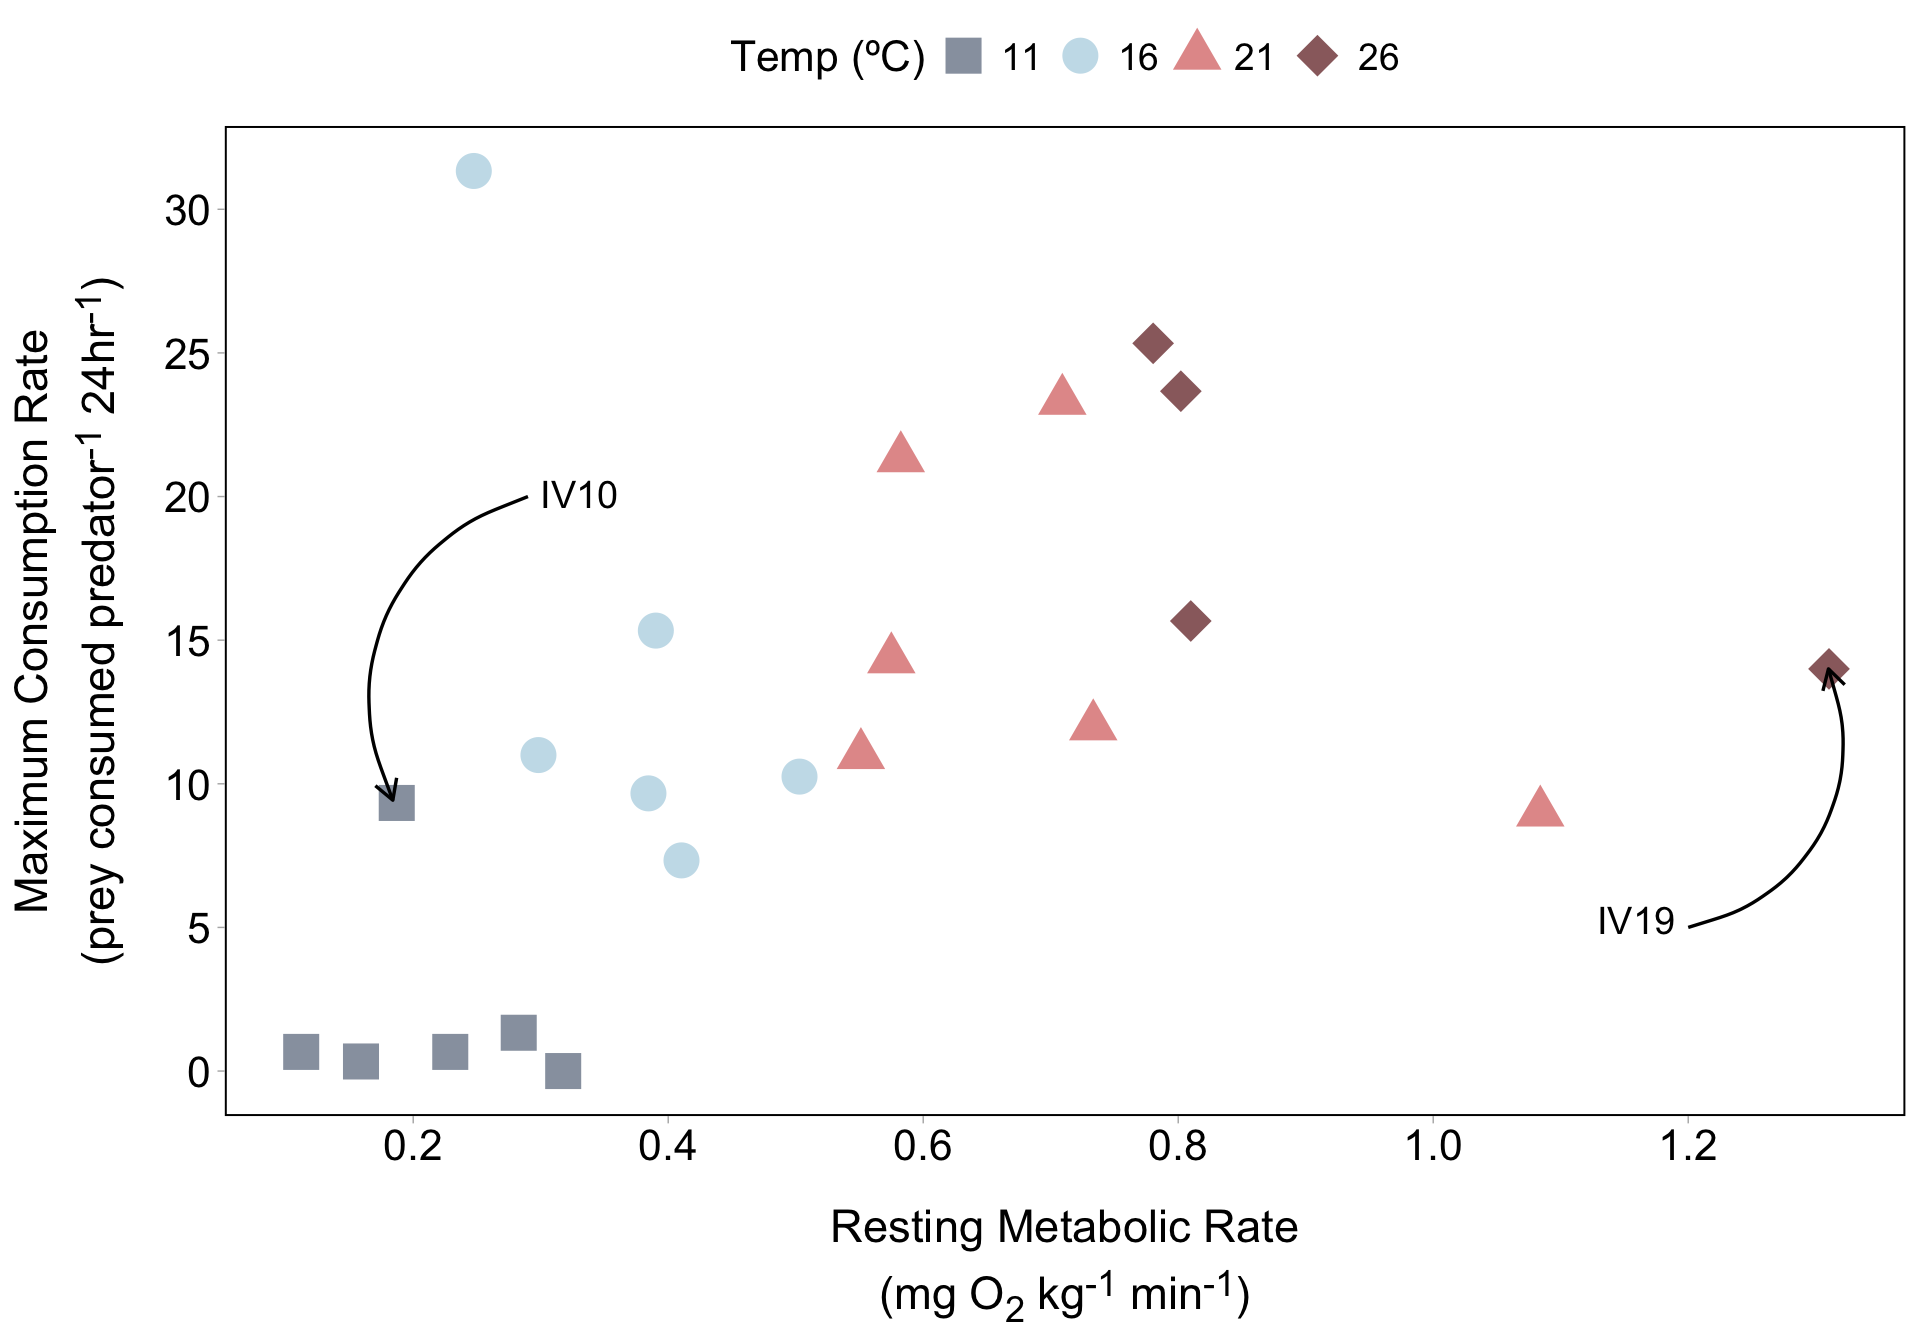 Temp (ºC) 11 16 21 26
Maximum Consumption Rate
(prey consumed predator⁻¹ 24hr⁻¹)
30
25
20
15
10
5
0
IV10
IV19
0.2 0.4 0.6 0.8 1.0 1.2
Resting Metabolic Rate
(mg O₂ kg⁻¹ min⁻¹)